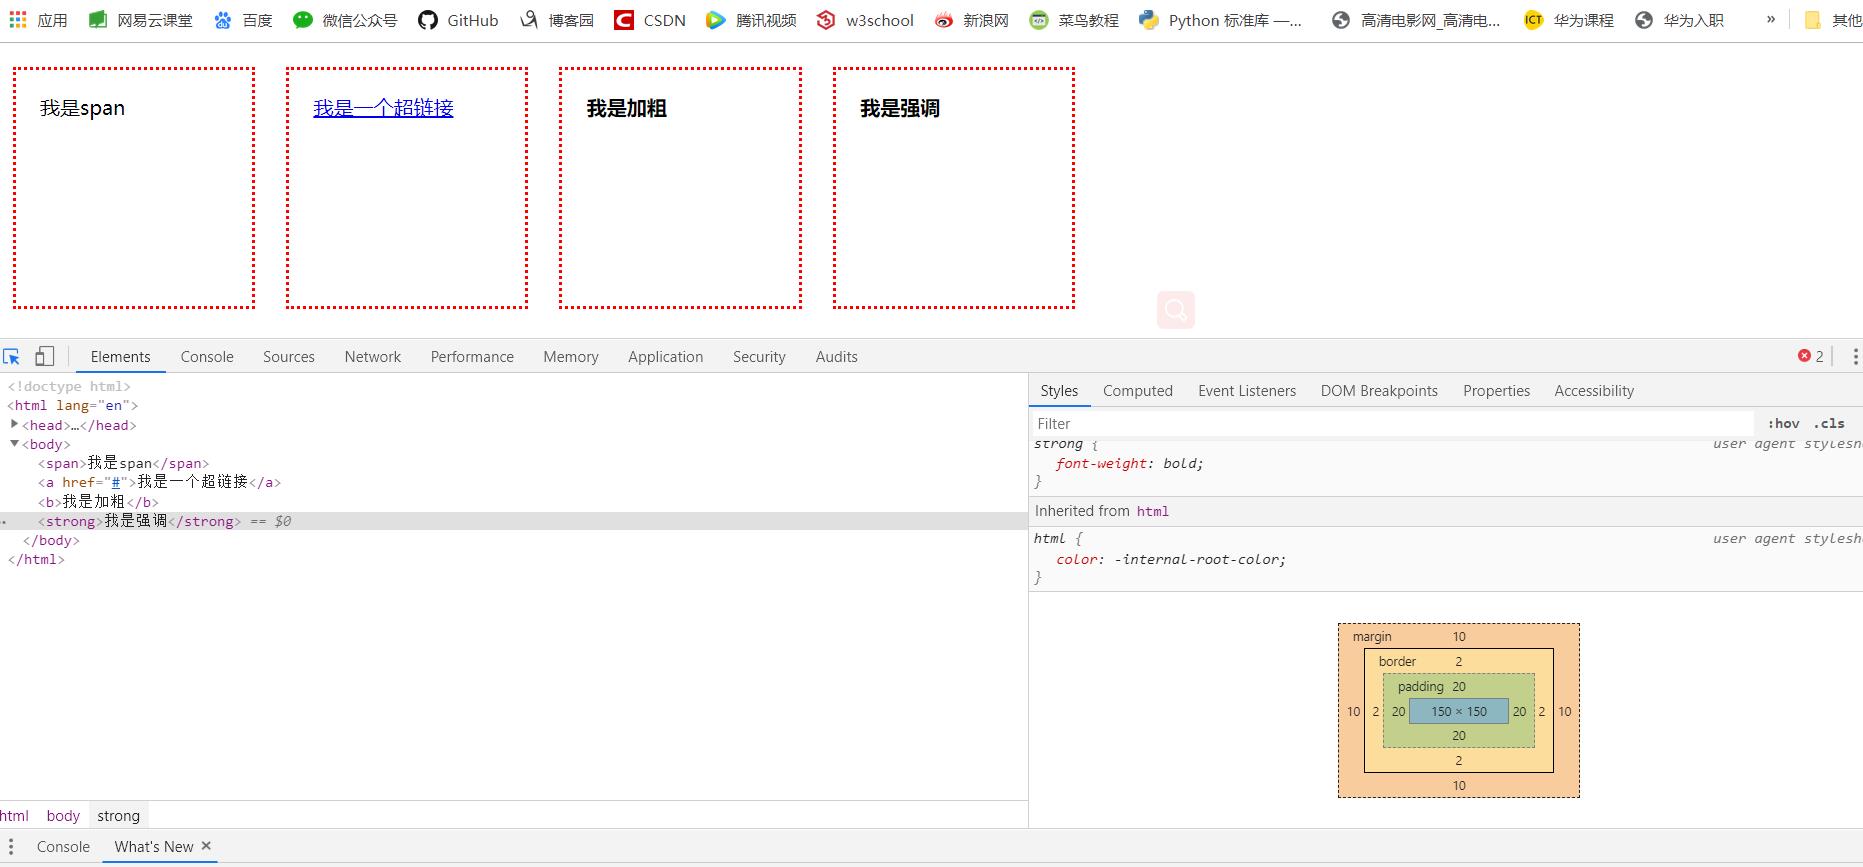 应用 网易云课堂 百度 微信公众号 GitHub 博客园 CSDN 腾讯视频 w3school 新浪网 菜鸟教程 Python 标准库 —... 高清电影网_高清电... ICT 华为课程 华为入职 » 其他
我是span 我是一个超链接 我是加粗 我是强调
Elements Console Sources Network Performance Memory Application Security Audits 2
<!doctype html>
<html lang="en">
<head>…</head>
<body>
<span>我是span</span>
<a href="#">我是一个超链接</a>
<b>我是加粗</b>
<strong>我是强调</strong> == $0
</body>
</html>
html body strong
Styles Computed Event Listeners DOM Breakpoints Properties Accessibility
Filter :hov .cls
strong { user agent stylesh
font-weight: bold;
}
Inherited from html
html { user agent stylesh
color: -internal-root-color;
}
margin 10
border 2
padding 20
10 2 20 150 × 150 20 2 10
20
2
10
Console What's New ×